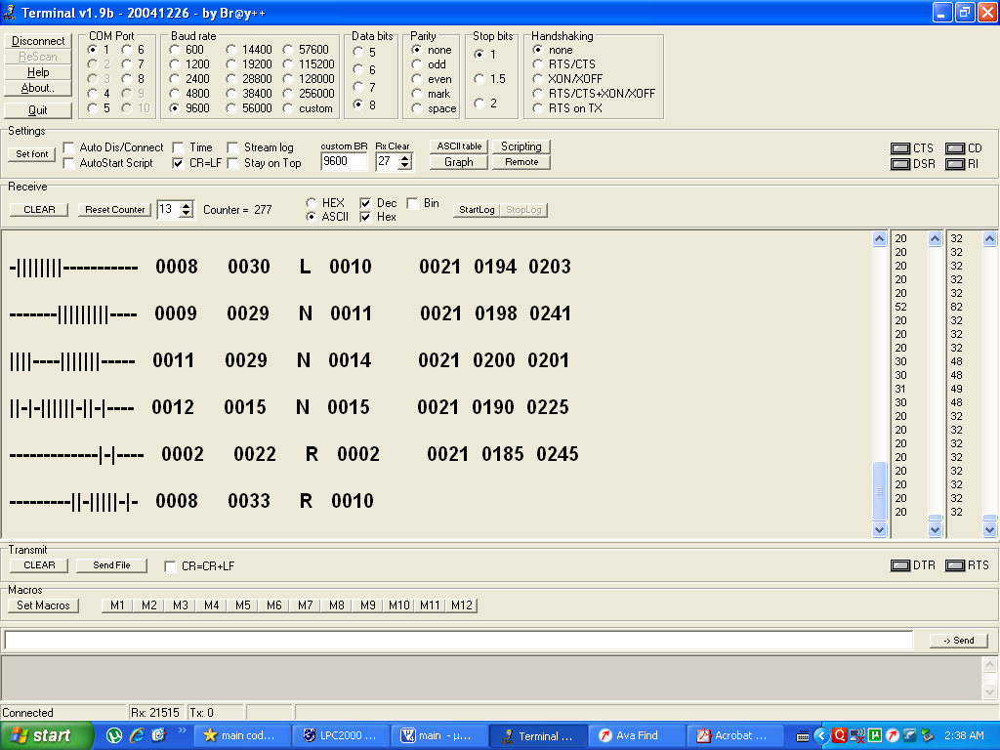 Terminal v1.9b - 20041226 - by Br@y++
Disconnect
ReScan
Help
About..
Quit
COM Port
1 6
2 7
3 8
4 9
5 10
Baud rate
600 14400 57600
1200 19200 115200
2400 28800 128000
4800 38400 256000
9600 56000 custom
Data bits
5
6
7
8
Parity
none
odd
even
mark
space
Stop bits
1
1.5
2
Handshaking
none
RTS/CTS
XON/XOFF
RTS/CTS+XON/XOFF
RTS on TX
Settings
Set font
Auto Dis/Connect Time Stream log
AutoStart Script CR=LF Stay on Top
custom BR Rx Clear
9600 27
ASCII table Scripting
Graph Remote
CTS CD
DSR RI
Receive
CLEAR Reset Counter 13 Counter = 277
HEX Dec Bin
ASCII Hex
StartLog StopLog
-||||||||----------- 0008 0030 L 0010 0021 0194 0203
-------|||||||||---- 0009 0029 N 0011 0021 0198 0241
||||----|||||||----- 0011 0029 N 0014 0021 0200 0201
||-|-||||||-||-|---- 0012 0015 N 0015 0021 0190 0225
-------------|-|---- 0002 0022 R 0002 0021 0185 0245
---------||-|||||-|- 0008 0033 R 0010
20 32
20 32
20 32
20 32
20 32
52 82
20 32
20 32
20 32
30 48
30 48
31 49
30 48
20 32
20 32
20 32
20 32
20 32
20 32
20 32
20 32
Transmit
CLEAR Send File CR=CR+LF
DTR RTS
Macros
Set Macros M1 M2 M3 M4 M5 M6 M7 M8 M9 M10 M11 M12
-> Send
Connected Rx: 21515 Tx: 0
start main cod... LPC2000 ... main - µ... Terminal ... Ava Find Acrobat ... 2:38 AM